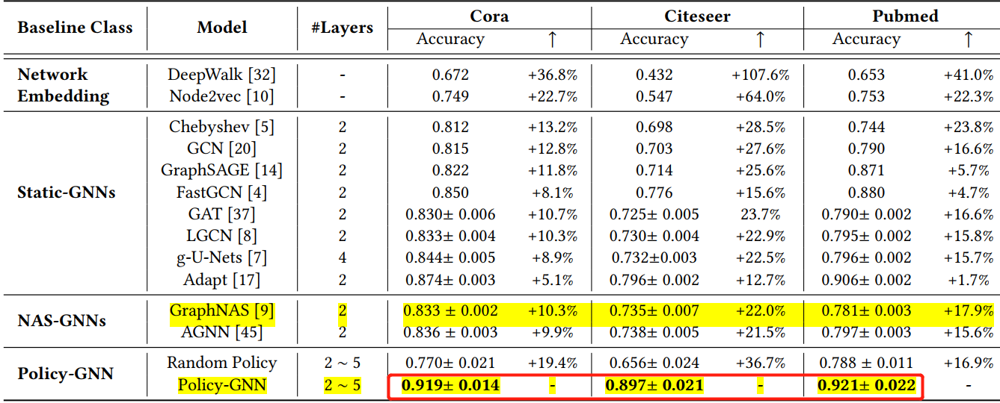 Baseline Class Model #Layers Cora Citeseer Pubmed
Accuracy ↑ Accuracy ↑ Accuracy ↑
Network Embedding DeepWalk [32] - 0.672 +36.8% 0.432 +107.6% 0.653 +41.0%
Node2vec [10] - 0.749 +22.7% 0.547 +64.0% 0.753 +22.3%
Static-GNNs Chebyshev [5] 2 0.812 +13.2% 0.698 +28.5% 0.744 +23.8%
GCN [20] 2 0.815 +12.8% 0.703 +27.6% 0.790 +16.6%
GraphSAGE [14] 2 0.822 +11.8% 0.714 +25.6% 0.871 +5.7%
FastGCN [4] 2 0.850 +8.1% 0.776 +15.6% 0.880 +4.7%
GAT [37] 2 0.830± 0.006 +10.7% 0.725± 0.005 23.7% 0.790± 0.002 +16.6%
LGCN [8] 2 0.833± 0.004 +10.3% 0.730± 0.004 +22.9% 0.795± 0.002 +15.8%
g-U-Nets [7] 4 0.844± 0.005 +8.9% 0.732±0.003 +22.5% 0.796± 0.002 +15.7%
Adapt [17] 2 0.874± 0.003 +5.1% 0.796± 0.002 +12.7% 0.906± 0.002 +1.7%
NAS-GNNs GraphNAS [9] 2 0.833 ± 0.002 +10.3% 0.735± 0.007 +22.0% 0.781± 0.003 +17.9%
AGNN [45] 2 0.836 ± 0.003 +9.9% 0.738± 0.005 +21.5% 0.797± 0.003 +15.6%
Policy-GNN Random Policy 2 ~ 5 0.770± 0.021 +19.4% 0.656± 0.024 +36.7% 0.788 ± 0.011 +16.9%
Policy-GNN 2 ~ 5 0.919± 0.014 - 0.897± 0.021 - 0.921± 0.022 -